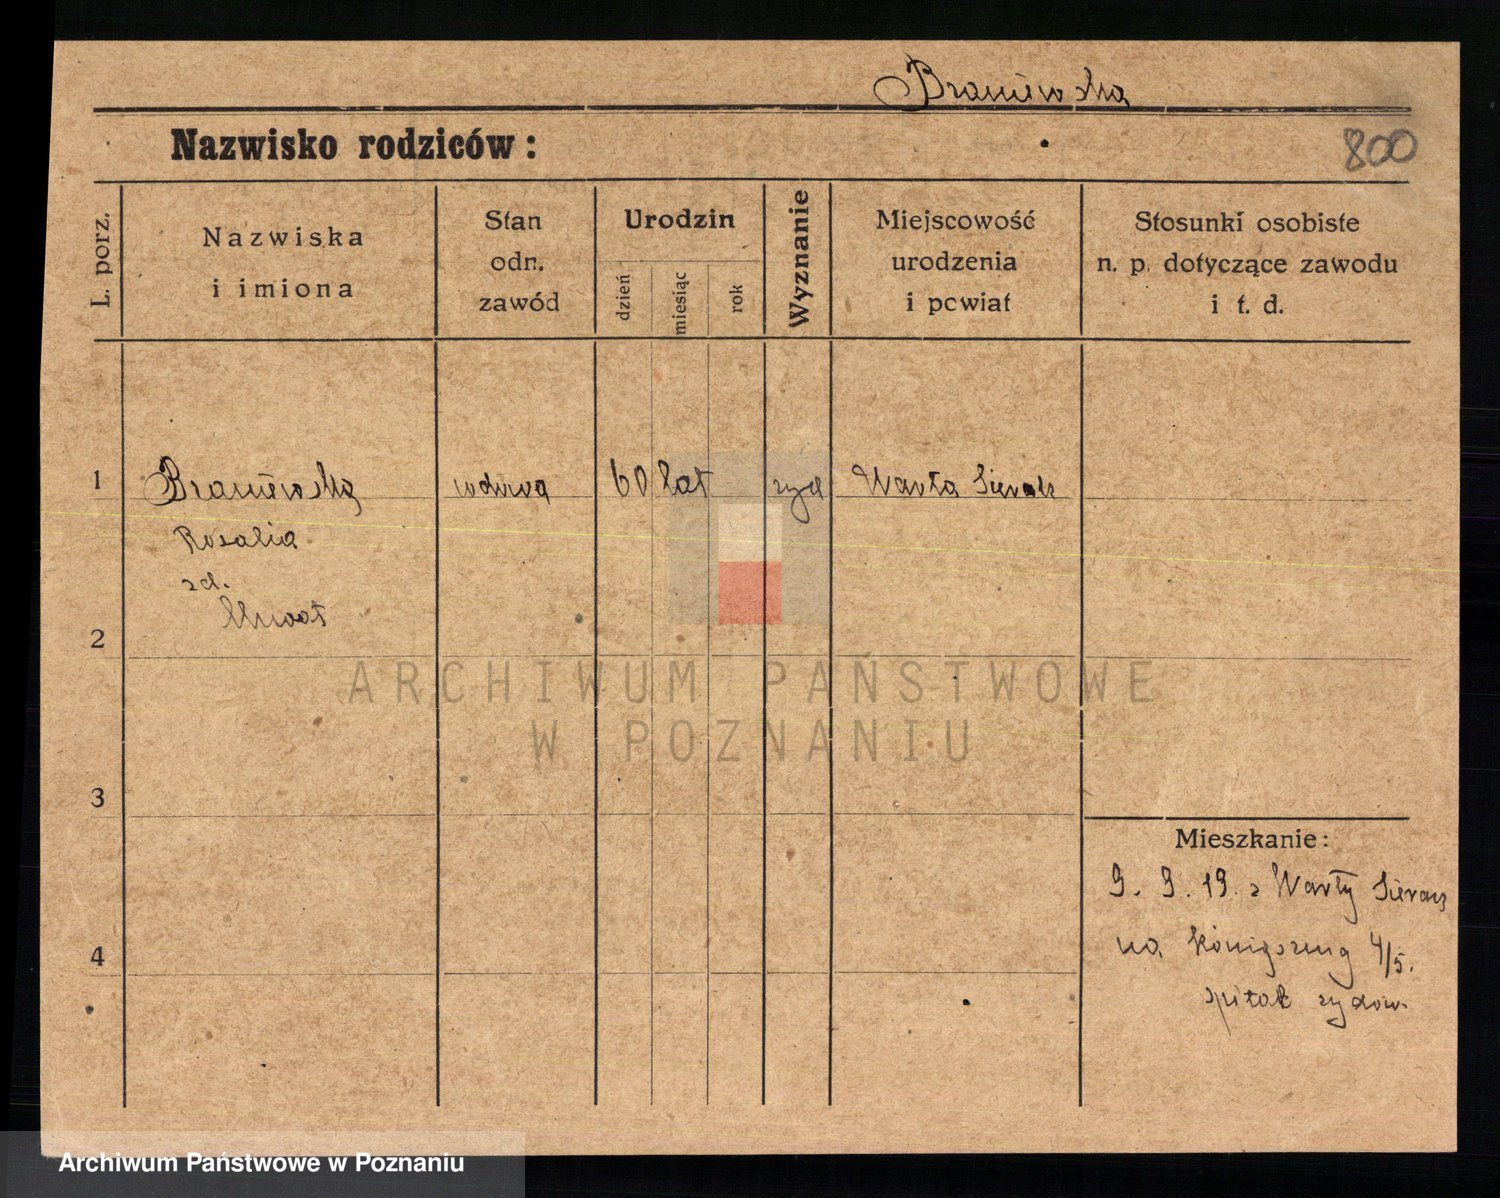 Braniewska
Nazwisko rodziców:
800
L. porz.
Nazwiska
i imiona
Stan
odn.
zawód
Urodzin
dzień
miesiąc
rok
Wyznanie
Miejscowość
urodzenia
i powiat
Stosunki osobiste
n. p. dotyczące zawodu
i t. d.
1
Braniewska wdowa 60 lat żyd Warta Sieradz
Rosalia
zd.
2
3
4
Mieszkanie:
9. 9. 19. z Warty Sieradz
na Königsring 4/5.
szpital żydow.
ARCHIWUM PAŃSTWOWE
W POZNANIU
Archiwum Państwowe w Poznaniu